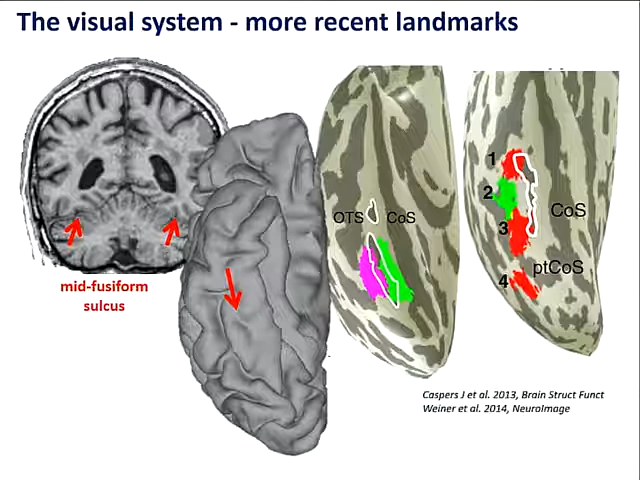 The visual system - more recent landmarks
mid-fusiform
sulcus
OTS
CoS
1
2
3
4
CoS
ptCoS
Caspers J et al. 2013, Brain Struct Funct
Weiner et al. 2014, NeuroImage